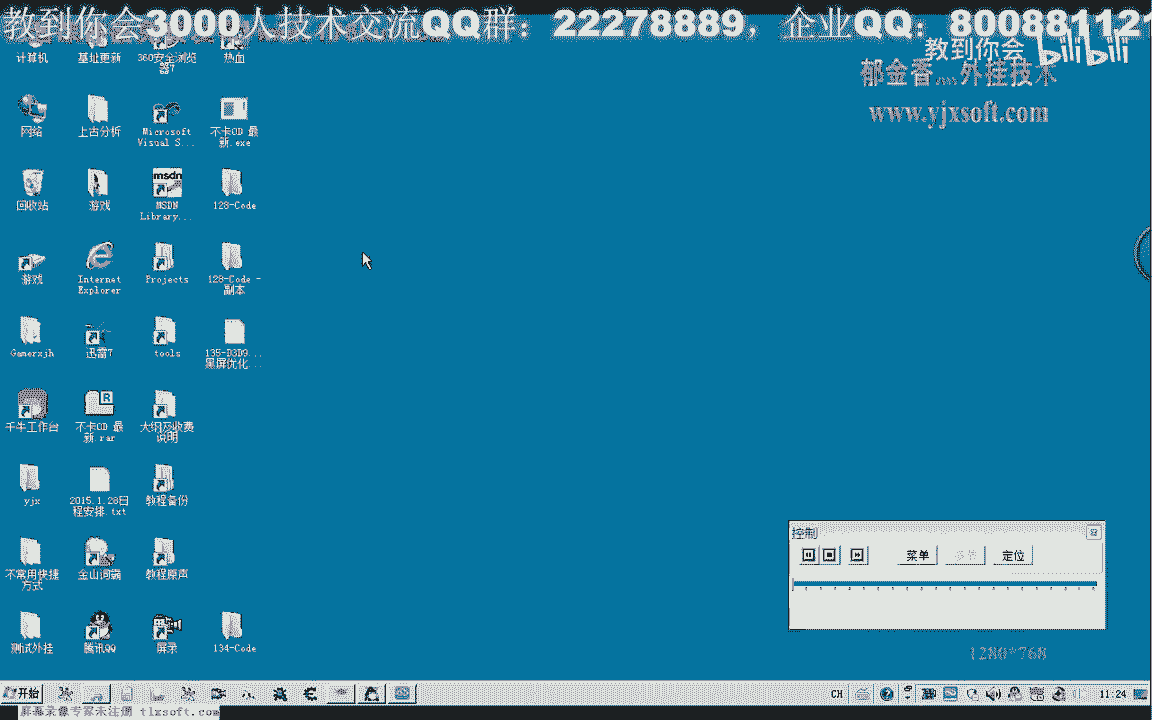 教到你会3000人技术交流QQ群：22278889，企业QQ：800881121
教到你会
bilibili
郁金香灬外挂技术
www.yjxsoft.com
计算机
基址更新
360安全浏览
器7
热血
网络
上古分析
Microsoft
Visual S...
不卡CD 最
新.exe
回收站
游戏
MSDN
Library...
128-Code
游戏
Internet
Explorer
Projects
128-Code -
副本
Gamerxjh
迅雷7
tools
135-D3D9 ...
黑屏优化...
千牛工作台
不卡CD 最
新.rar
大纲及收费
说明
yjx
2015.1.28日
程安排.txt
教程备份
不常用快捷
方式
金山词霸
教程原声
测试外挂
腾讯QQ
屏录
134-Code
控制
菜单
定位
1280*768
开始
CH
11:24
屏幕录像专家未注册 tlxsoft.com